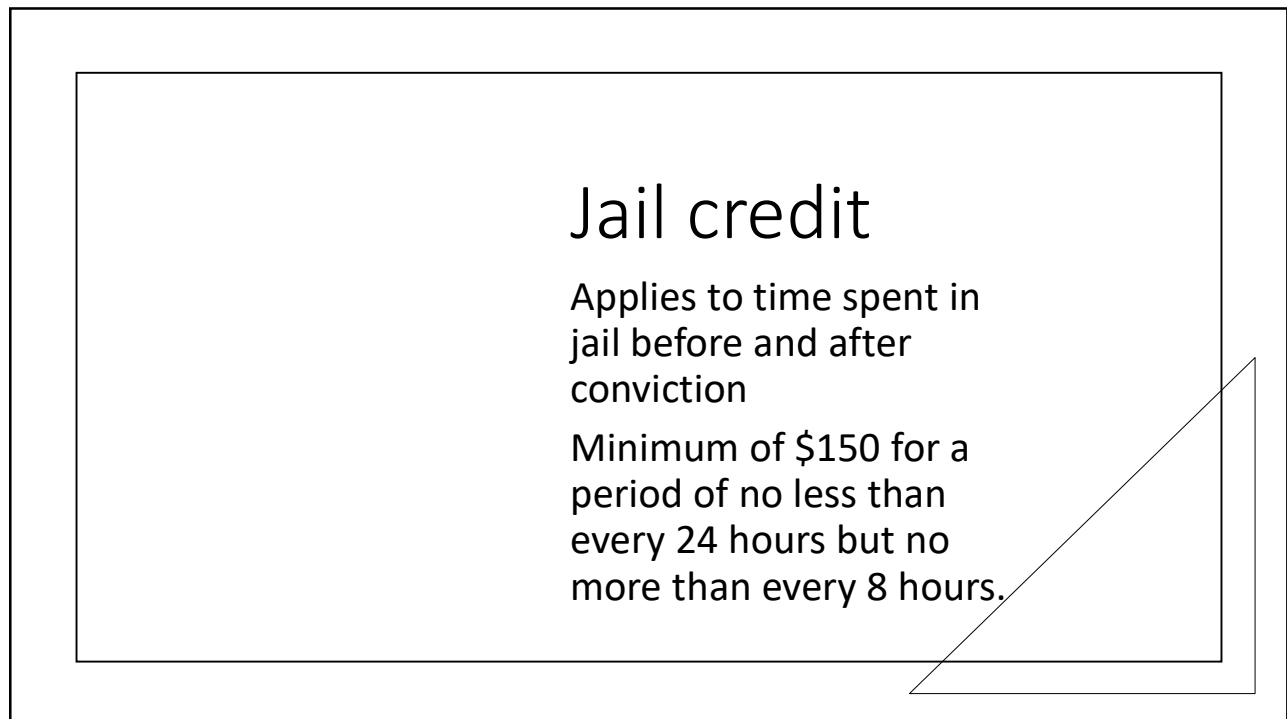 Jail credit
Applies to time spent in
jail before and after
conviction
Minimum of $150 for a
period of no less than
every 24 hours but no
more than every 8 hours.